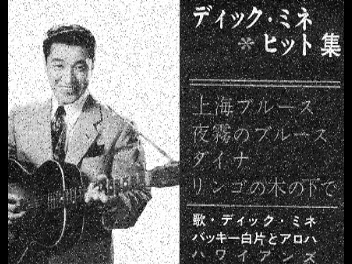 ディック・ミネ
＊ヒット集
上海ブルース
夜霧のブルース
ダイナ
リンゴの木の下で
歌・ディック・ミネ
バッキー白片とアロハ
ハワイアンズ